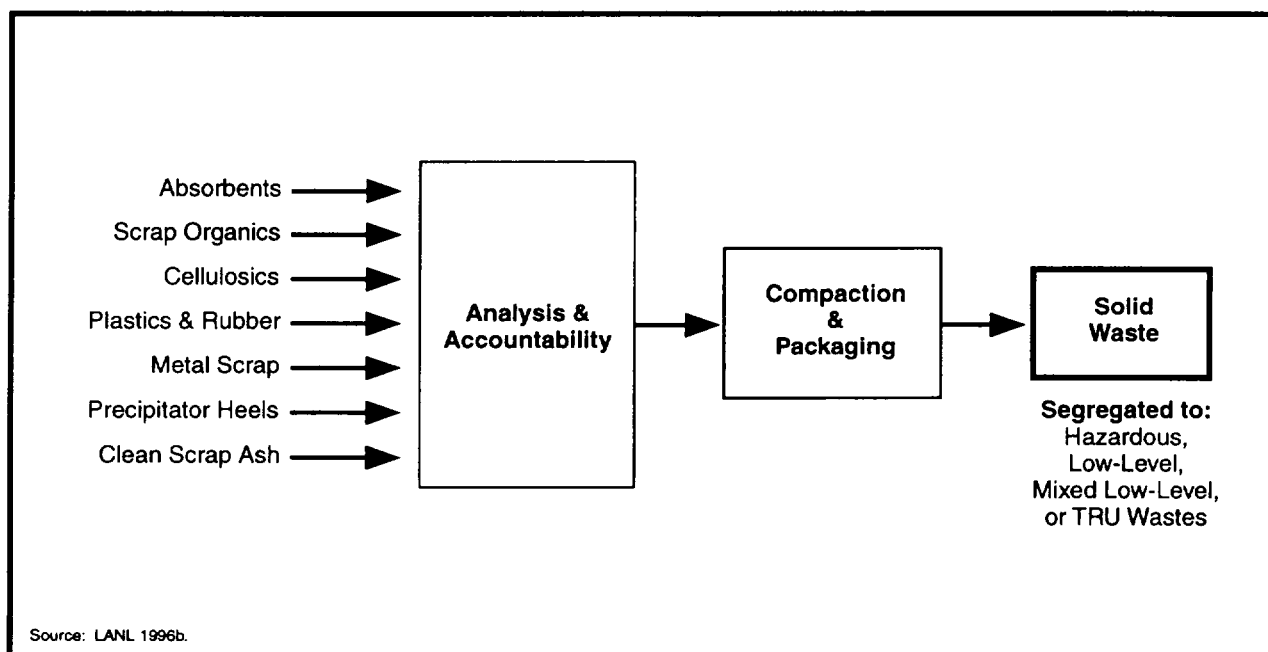 Absorbents
Scrap Organics
Cellulosics
Plastics & Rubber
Metal Scrap
Precipitator Heels
Clean Scrap Ash
Analysis &
Accountability
Compaction
&
Packaging
Solid
Waste
Segregated to:
Hazardous,
Low-Level,
Mixed Low-Level,
or TRU Wastes
Source: LANL 1996b.